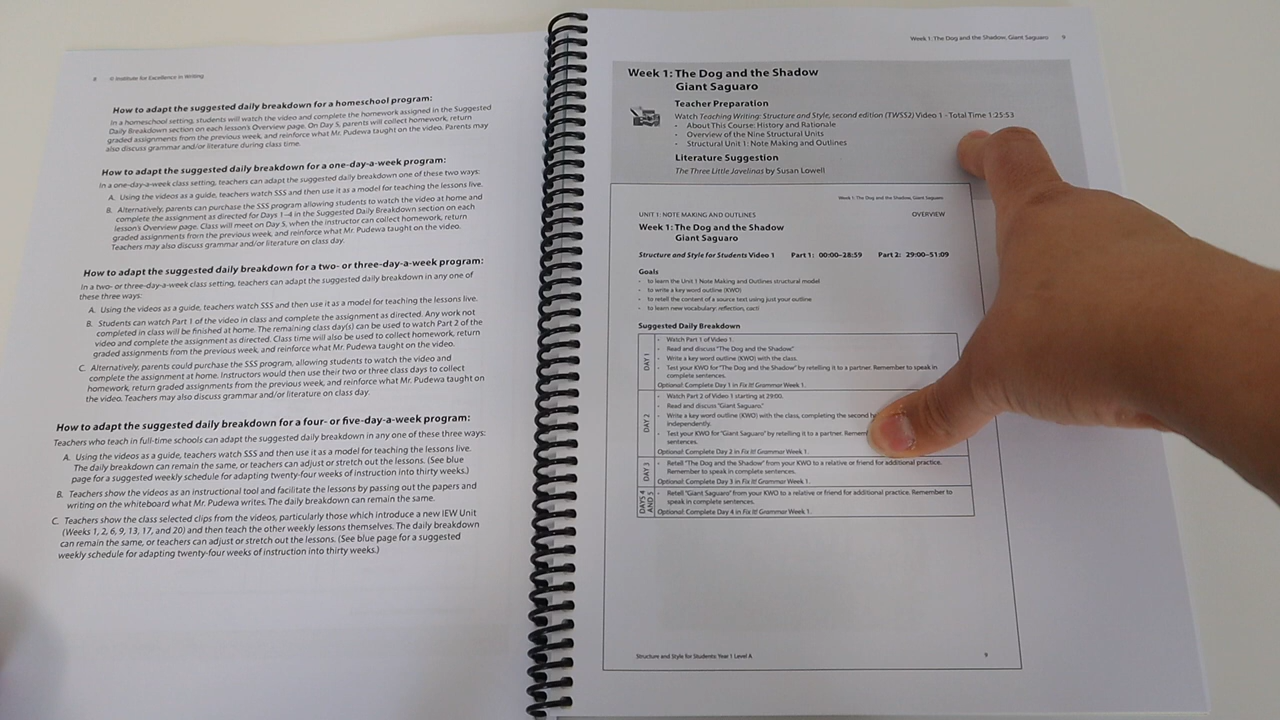 8 © Institute for Excellence in Writing
How to adapt the suggested daily breakdown for a homeschool program:
In a homeschool setting, students will watch the video and complete the homework assigned in the Suggested
Daily Breakdown section on each lesson's Overview page. On Day 5, parents will collect homework, return
graded assignments from the previous week, and reinforce what Mr. Pudewa taught on the video. Parents may
also discuss grammar and/or literature during class time.
How to adapt the suggested daily breakdown for a one-day-a-week program:
In a one-day-a-week class setting, teachers can adapt the suggested daily breakdown one of these two ways:
A. Using the videos as a guide, teachers watch SSS and then use it as a model for teaching the lessons live.
B. Alternatively, parents can purchase the SSS program allowing students to watch the video at home and
complete the assignment as directed for Days 1–4 in the Suggested Daily Breakdown section on each
lesson's Overview page. Class will meet on Day 5, when the instructor can collect homework, return
graded assignments from the previous week, and reinforce what Mr. Pudewa taught on the video.
Teachers may also discuss grammar and/or literature on class day.
How to adapt the suggested daily breakdown for a two- or three-day-a-week program:
In a two- or three-day-a-week class setting, teachers can adapt the suggested daily breakdown in any one of
these three ways:
A. Using the videos as a guide, teachers watch SSS and then use it as a model for teaching the lessons live.
B. Students can watch Part 1 of the video in class and complete the assignment as directed. Any work not
completed in class will be finished at home. The remaining class day(s) can be used to watch Part 2 of the
video and complete the assignment as directed. Class time will also be used to collect homework, return
graded assignments from the previous week, and reinforce what Mr. Pudewa taught on the video.
C. Alternatively, parents could purchase the SSS program, allowing students to watch the video and
complete the assignment at home. Instructors would then use their two or three class days to collect
homework, return graded assignments from the previous week, and reinforce what Mr. Pudewa taught on
the video. Teachers may also discuss grammar and/or literature on class day.
How to adapt the suggested daily breakdown for a four- or five-day-a-week program:
Teachers who teach in full-time schools can adapt the suggested daily breakdown in any one of these three ways:
A. Using the videos as a guide, teachers watch SSS and then use it as a model for teaching the lessons live.
The daily breakdown can remain the same, or teachers can adjust or stretch out the lessons. (See blue
page for a suggested weekly schedule for adapting twenty-four weeks of instruction into thirty weeks.)
B. Teachers show the videos as an instructional tool and facilitate the lessons by passing out the papers and
writing on the whiteboard what Mr. Pudewa writes. The daily breakdown can remain the same.
C. Teachers show the class selected clips from the videos, particularly those which introduce a new IEW Unit
(Weeks 1, 2, 6, 9, 13, 17, and 20) and then teach the other weekly lessons themselves. The daily breakdown
can remain the same, or teachers can adjust or stretch out the lessons. (See blue page for a suggested
weekly schedule for adapting twenty-four weeks of instruction into thirty weeks.)
Week 1: The Dog and the Shadow, Giant Saguaro 9
Week 1: The Dog and the Shadow
Giant Saguaro
Teacher Preparation
Watch Teaching Writing: Structure and Style, second edition (TWSS2) Video 1 - Total Time 1:25:53
• About This Course: History and Rationale
• Overview of the Nine Structural Units
• Structural Unit 1: Note Making and Outlines
Literature Suggestion
The Three Little Javelinas by Susan Lowell
Week 1: The Dog and the Shadow, Giant Saguaro
UNIT 1: NOTE MAKING AND OUTLINES OVERVIEW
Week 1: The Dog and the Shadow
Giant Saguaro
Structure and Style for Students Video 1 Part 1: 00:00–28:59 Part 2: 29:00–51:09
Goals
• to learn the Unit 1 Note Making and Outlines structural model
• to write a key word outline (KWO)
• to retell the content of a source text using just your outline
• to learn new vocabulary: reflection, cacti
Suggested Daily Breakdown
DAY 1
• Watch Part 1 of Video 1.
• Read and discuss "The Dog and the Shadow."
• Write a key word outline (KWO) with the class.
• Test your KWO for "The Dog and the Shadow" by retelling it to a partner. Remember to speak in
complete sentences.
Optional: Complete Day 1 in Fix It! Grammar Week 1.
DAY 2
• Watch Part 2 of Video 1 starting at 29:00.
• Read and discuss "Giant Saguaro."
• Write a key word outline (KWO) with the class, completing the second
independently.
• Test your KWO for "Giant Saguaro" by retelling it to a partner.
sentences.
Optional: Complete Day 2 in Fix It! Grammar Week 1.
DAY 3
• Retell "The Dog and the Shadow" from your KWO to a relative or friend for additional practice.
Remember to speak in complete sentences.
Optional: Complete Day 3 in Fix It! Grammar Week 1.
DAYS 4
AND 5
• Retell "Giant Saguaro" from your KWO to a relative or friend for additional practice. Remember to
speak in complete sentences.
Optional: Complete Day 4 in Fix It! Grammar Week 1.
Structure and Style for Students: Year 1 Level A 9